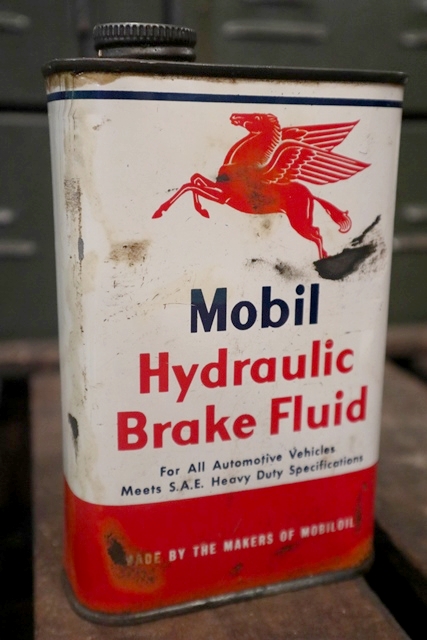 Mobil
Hydraulic
Brake Fluid
For All Automotive Vehicles
Meets S.A.E. Heavy Duty Specifications
MADE BY THE MAKERS OF MOBILOIL